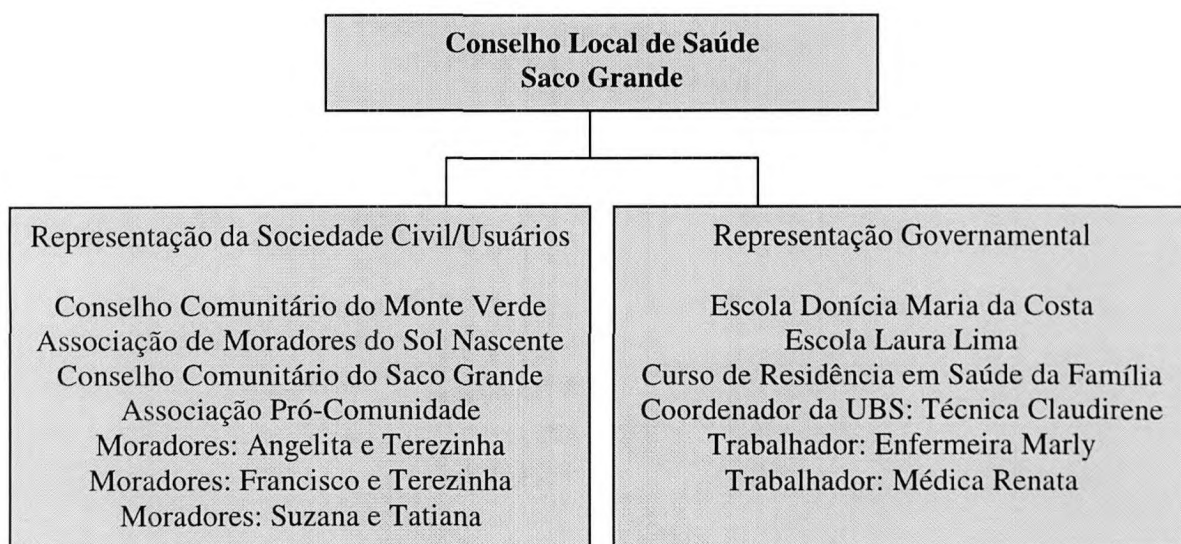 Conselho Local de Saúde
Saco Grande
Representação da Sociedade Civil/Usuários
Conselho Comunitário do Monte Verde
Associação de Moradores do Sol Nascente
Conselho Comunitário do Saco Grande
Associação Pró-Comunidade
Moradores: Angelita e Terezinha
Moradores: Francisco e Terezinha
Moradores: Suzana e Tatiana
Representação Governamental
Escola Donícia Maria da Costa
Escola Laura Lima
Curso de Residência em Saúde da Família
Coordenador da UBS: Técnica Claudirene
Trabalhador: Enfermeira Marly
Trabalhador: Médica Renata